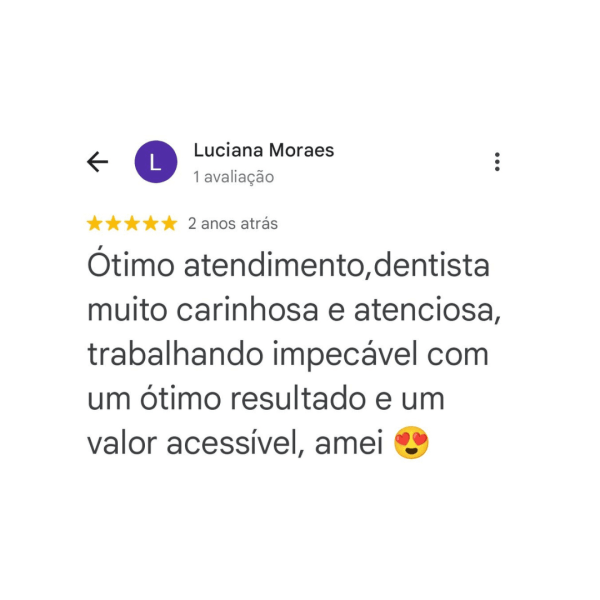 Luciana Moraes
L
1 avaliação
2 anos atrás
Ótimo atendimento,dentista
muito carinhosa e atenciosa,
trabalhando impecável com
um ótimo resultado e um
valor acessível, amei 😍